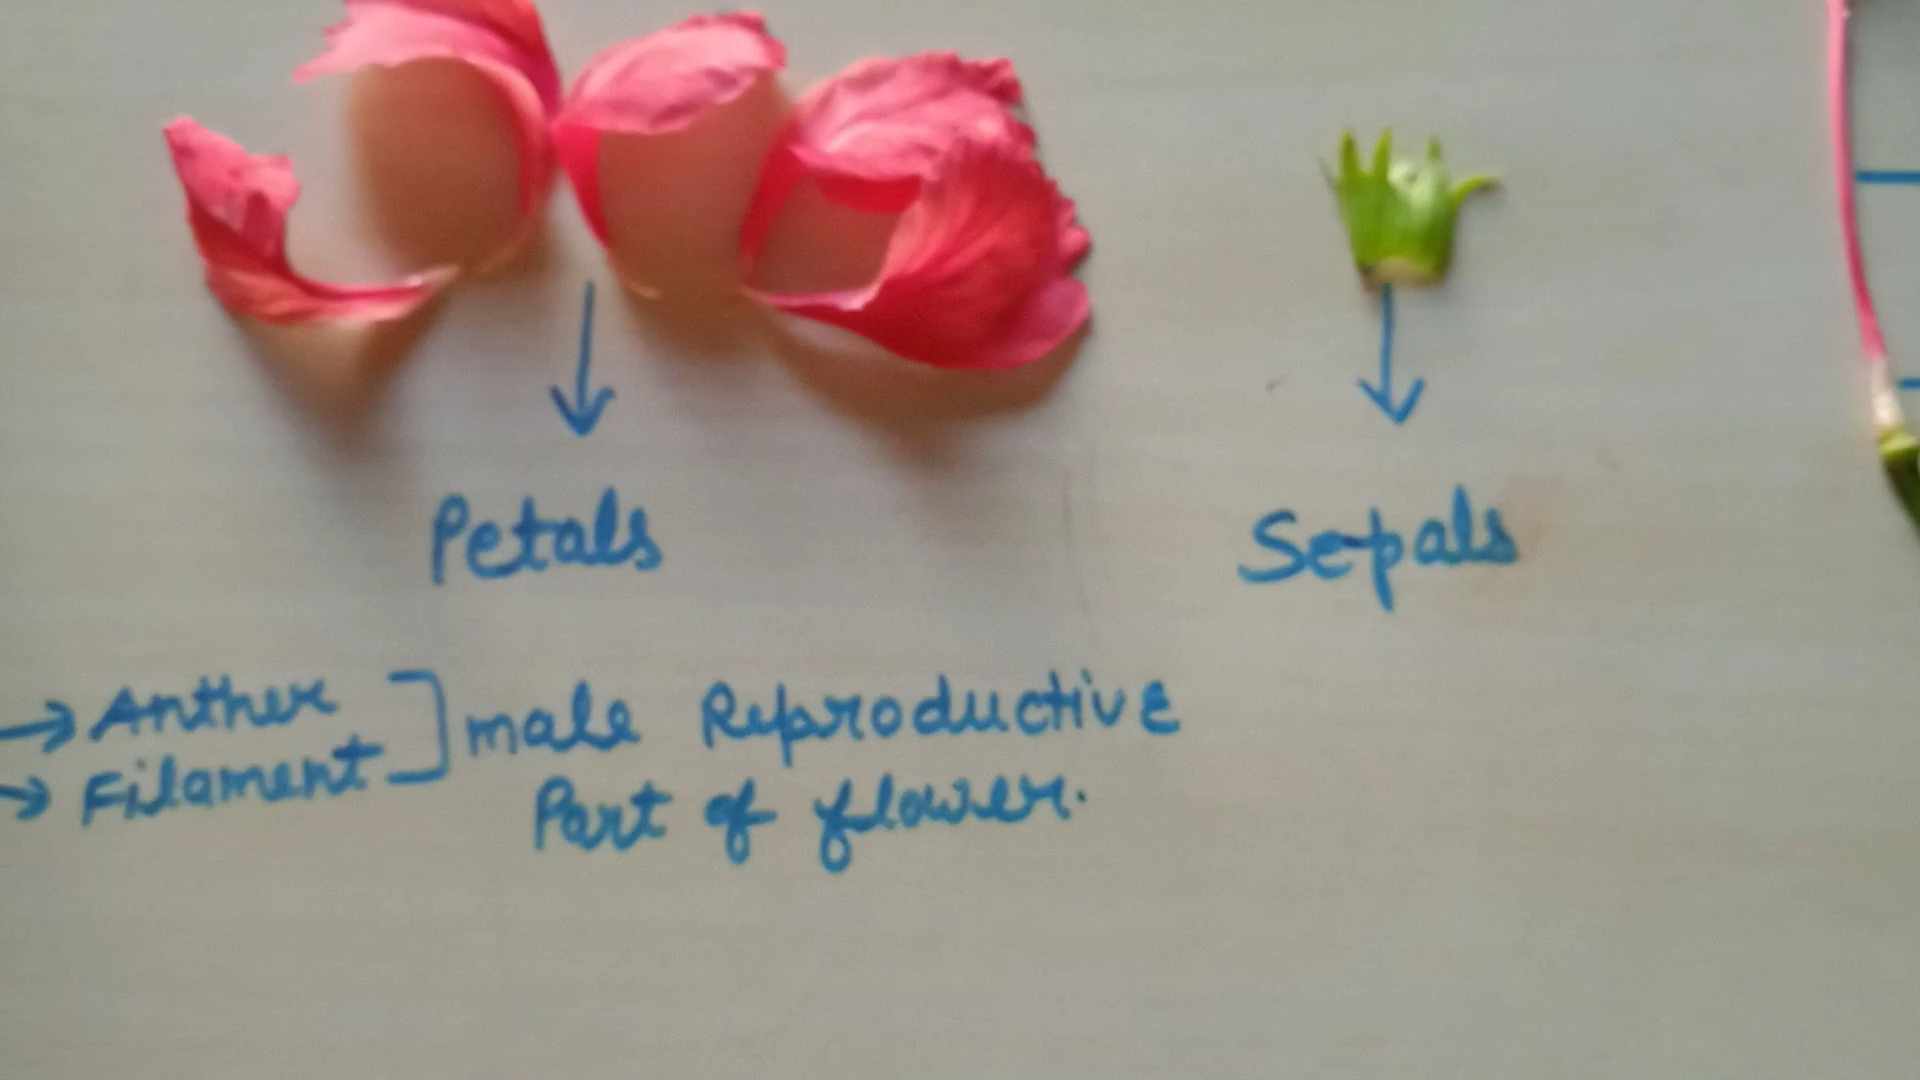 Petals
Sepals
→ Anther
→ Filament
] male Reproductive
Part of flower.